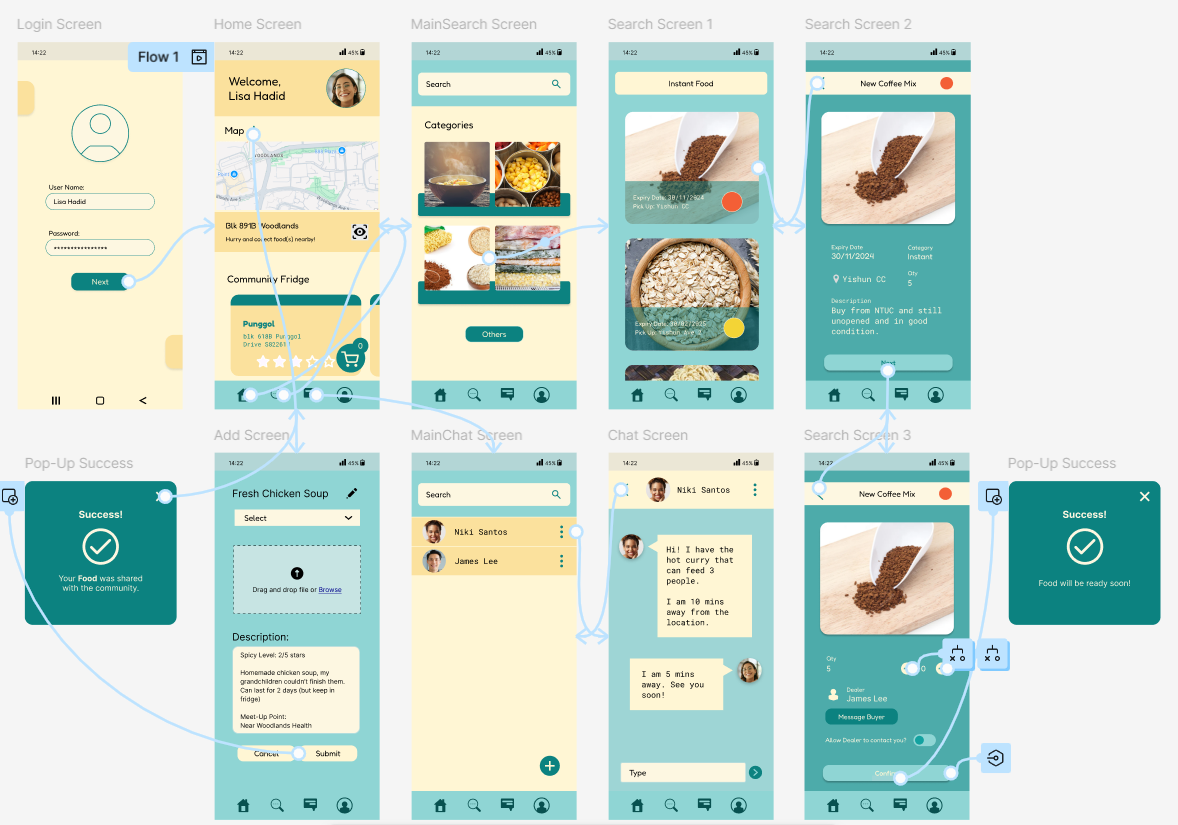 Login Screen
14:22
User Name:
Lisa Hadid
Password:
****************
Next
Flow 1
Home Screen
45%
Welcome,
Lisa Hadid
Map
WOODLANDS
Blk 891B Woodlands
Hurry and collect food(s) nearby!
Community Fridge
Punggol
blk 610B Punggol
0
MainSearch Screen
14:22
45%
Search
Categories
Others
Search Screen 1
14:22
45%
Instant Food
Expiry Date: 30/11/2024
Pick Up: Yishun CC
Expiry Date: 30/02/2025
Search Screen 2
14:22
45%
New Coffee Mix
Expiry Date
30/11/2024
Category
Instant
Yishun CC
Qty
5
Description
Buy from NTUC and still
unopened and in good
condition.
Next
Pop-Up Success
Success!
Your Food was shared
with the community.
Add Screen
14:22
45%
Fresh Chicken Soup
Select
Drag and drop file or Browse
Description:
Spicy Level: 2/5 stars
Homemade chicken soup, my
grandchildren couldn't finish them.
Can last for 2 days (but keep in
fridge)
Meet-Up Point:
Near Woodlands Health
Cancel
Submit
MainChat Screen
14:22
45%
Search
Niki Santos
James Lee
Chat Screen
14:22
Niki Santos
Hi! I have the
hot curry that
can feed 3
people.
I am 10 mins
away from the
location.
I am 5 mins
away. See you
soon!
Type
Search Screen 3
14:22
45%
New Coffee Mix
Qty
5
0
Dealer
James Lee
Message Buyer
Allow Dealer to contact you?
Confirm
Pop-Up Success
Success!
Food will be ready soon!